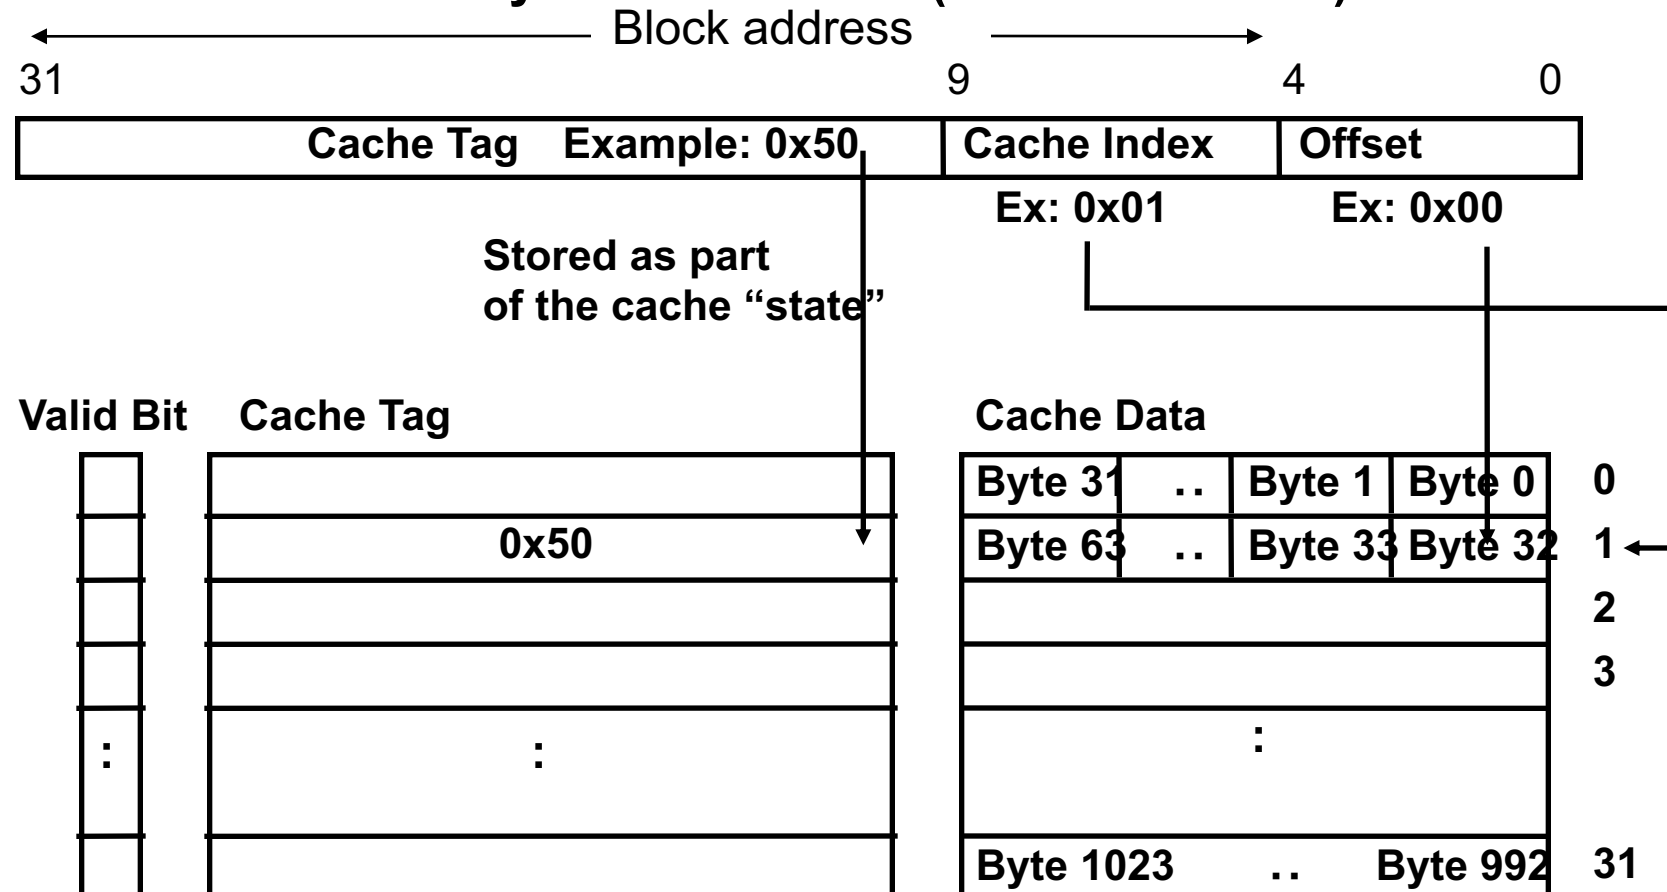 Block address
31 9 4 0
Cache Tag Example: 0x50 Cache Index Offset
Ex: 0x01 Ex: 0x00
Stored as part
of the cache “state”
Valid Bit Cache Tag Cache Data
Byte 31 .. Byte 1 Byte 0 0
0x50 Byte 63 .. Byte 33 Byte 32 1
2
3
: : :
Byte 1023 .. Byte 992 31